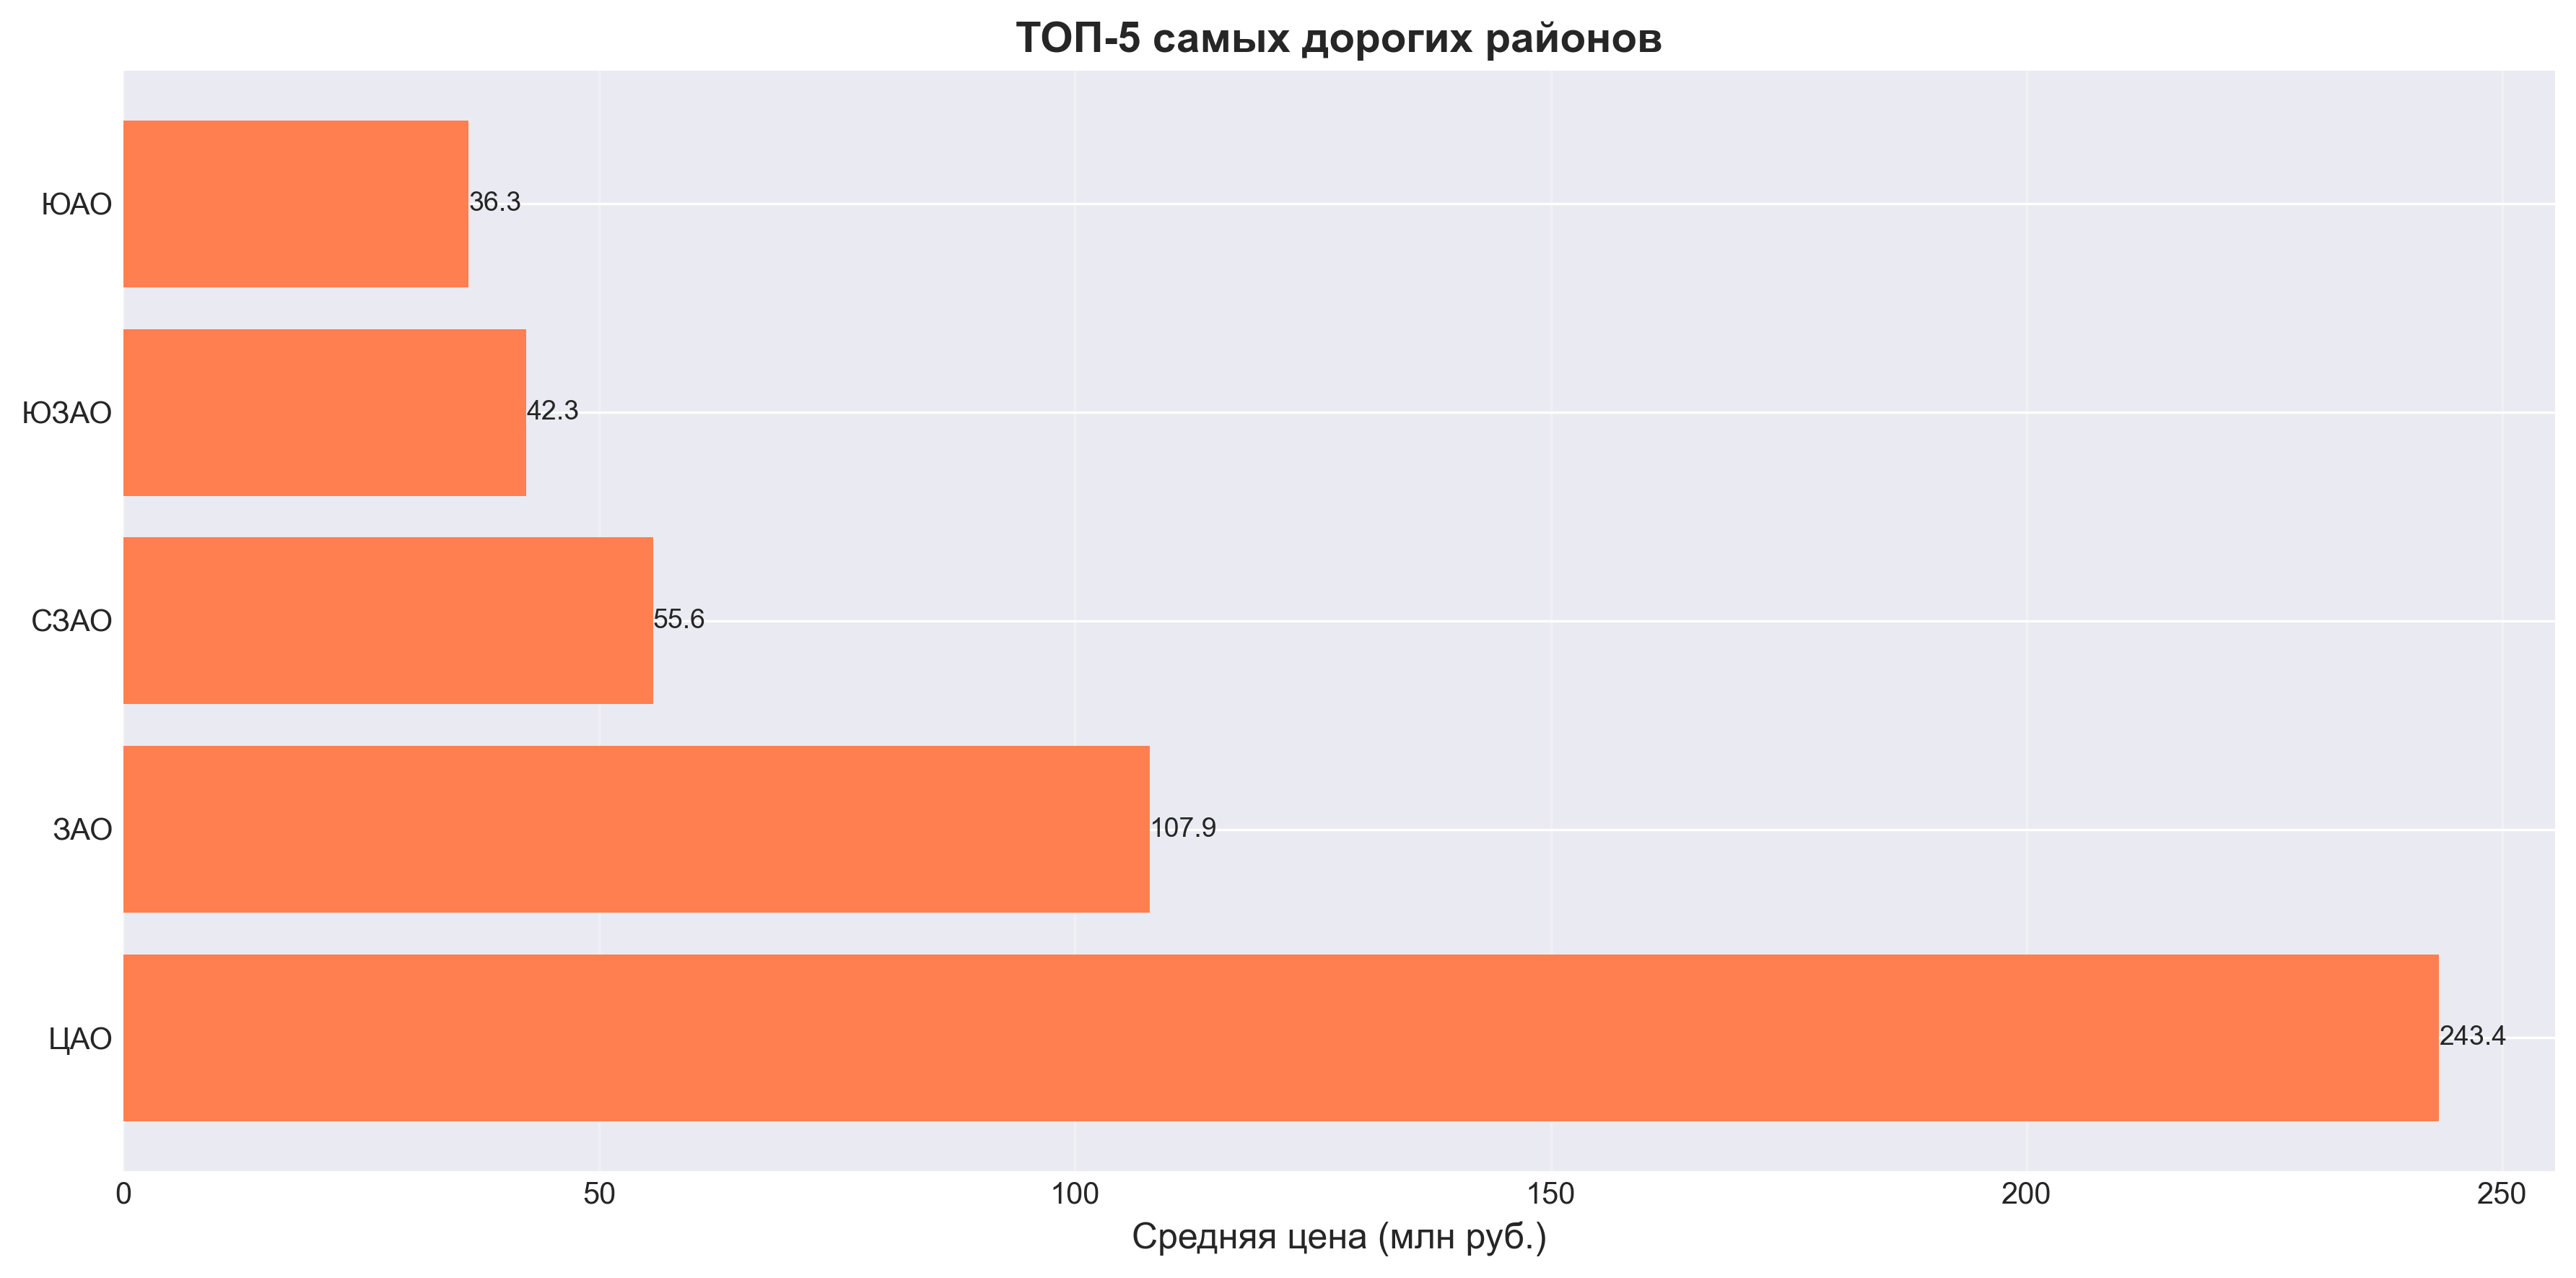 ТОП-5 самых дорогих районов
ЮАО
36.3
ЮЗАО
42.3
СЗАО
55.6
ЗАО
107.9
ЦАО
243.4
0 50 100 150 200 250
Средняя цена (млн руб.)